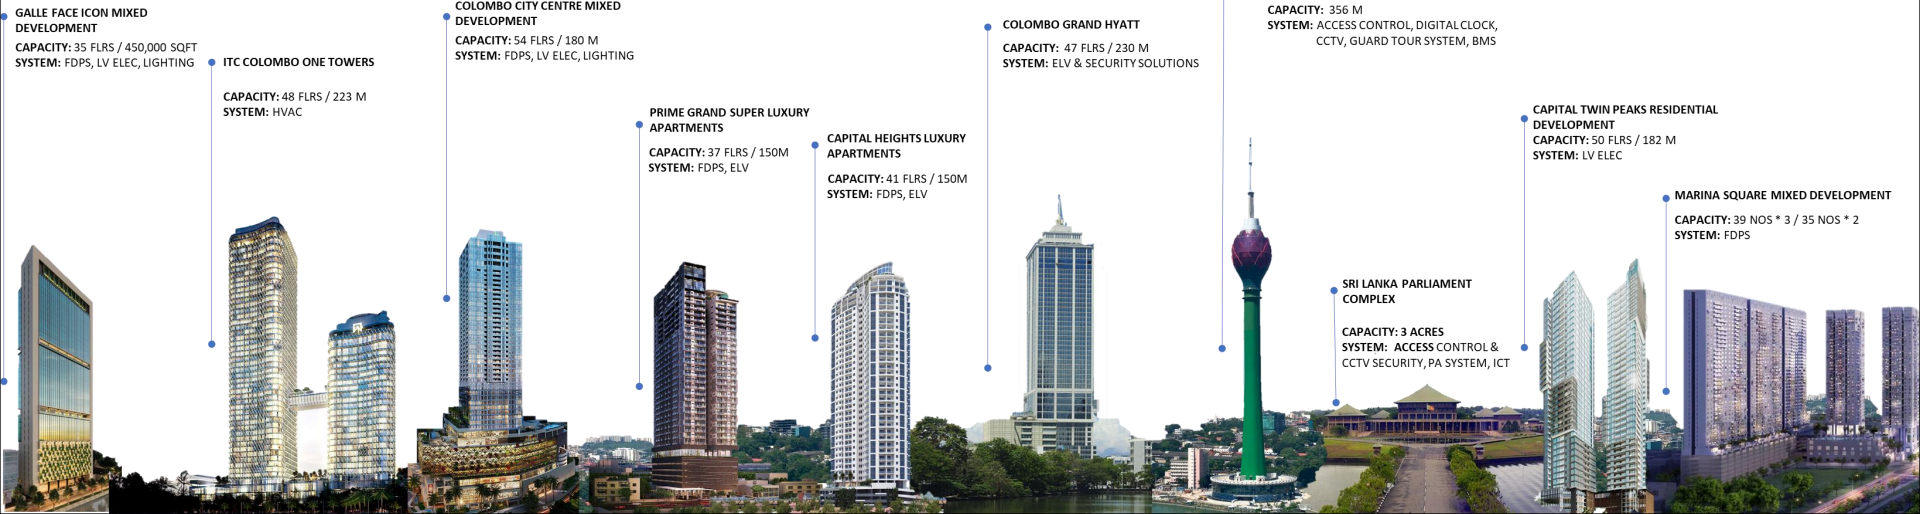 GALLE FACE ICON MIXED
DEVELOPMENT
CAPACITY: 35 FLRS / 450,000 SQFT
SYSTEM: FDPS, LV ELEC, LIGHTING
ITC COLOMBO ONE TOWERS
CAPACITY: 48 FLRS / 223 M
SYSTEM: HVAC
COLOMBO CITY CENTRE MIXED
DEVELOPMENT
CAPACITY: 54 FLRS / 180 M
SYSTEM: FDPS, LV ELEC, LIGHTING
PRIME GRAND SUPER LUXURY
APARTMENTS
CAPACITY: 37 FLRS / 150M
SYSTEM: FDPS, ELV
CAPITAL HEIGHTS LUXURY
APARTMENTS
CAPACITY: 41 FLRS / 150M
SYSTEM: FDPS, ELV
COLOMBO GRAND HYATT
CAPACITY: 47 FLRS / 230 M
SYSTEM: ELV & SECURITY SOLUTIONS
CAPACITY: 356 M
SYSTEM: ACCESS CONTROL, DIGITAL CLOCK,
CCTV, GUARD TOUR SYSTEM, BMS
SRI LANKA PARLIAMENT
COMPLEX
CAPACITY: 3 ACRES
SYSTEM: ACCESS CONTROL &
CCTV SECURITY, PA SYSTEM, ICT
CAPITAL TWIN PEAKS RESIDENTIAL
DEVELOPMENT
CAPACITY: 50 FLRS / 182 M
SYSTEM: LV ELEC
MARINA SQUARE MIXED DEVELOPMENT
CAPACITY: 39 NOS * 3 / 35 NOS * 2
SYSTEM: FDPS